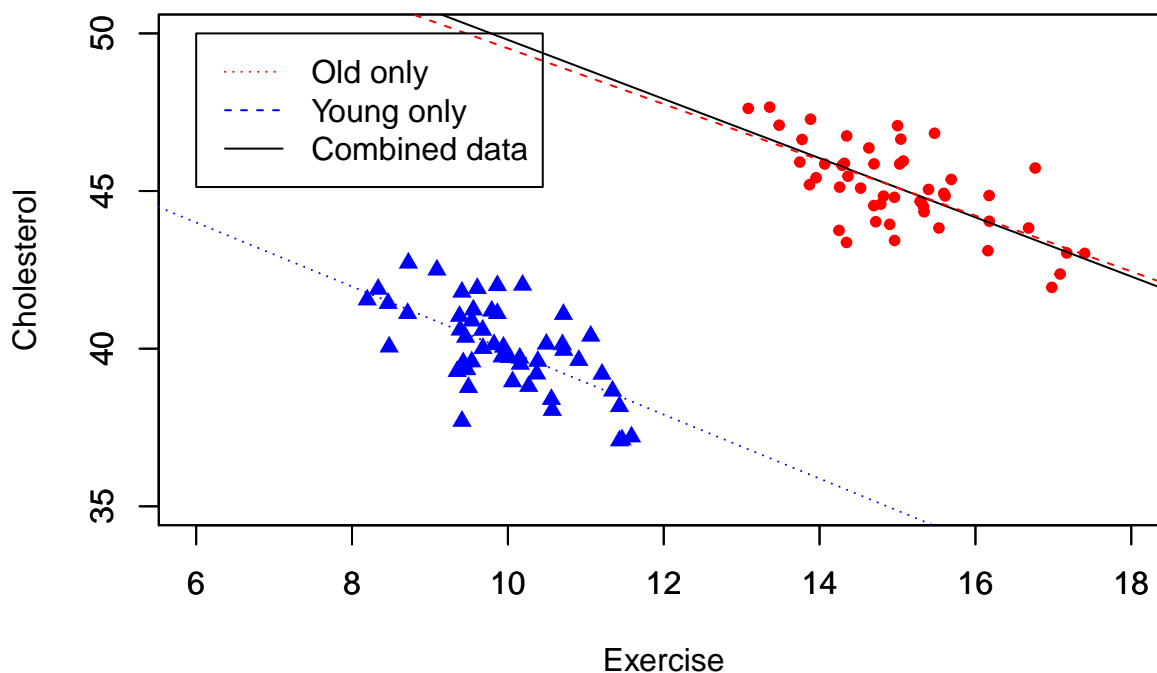 50
45
40
35
Cholesterol
Old only
Young only
Combined data
6 8 10 12 14 16 18
Exercise